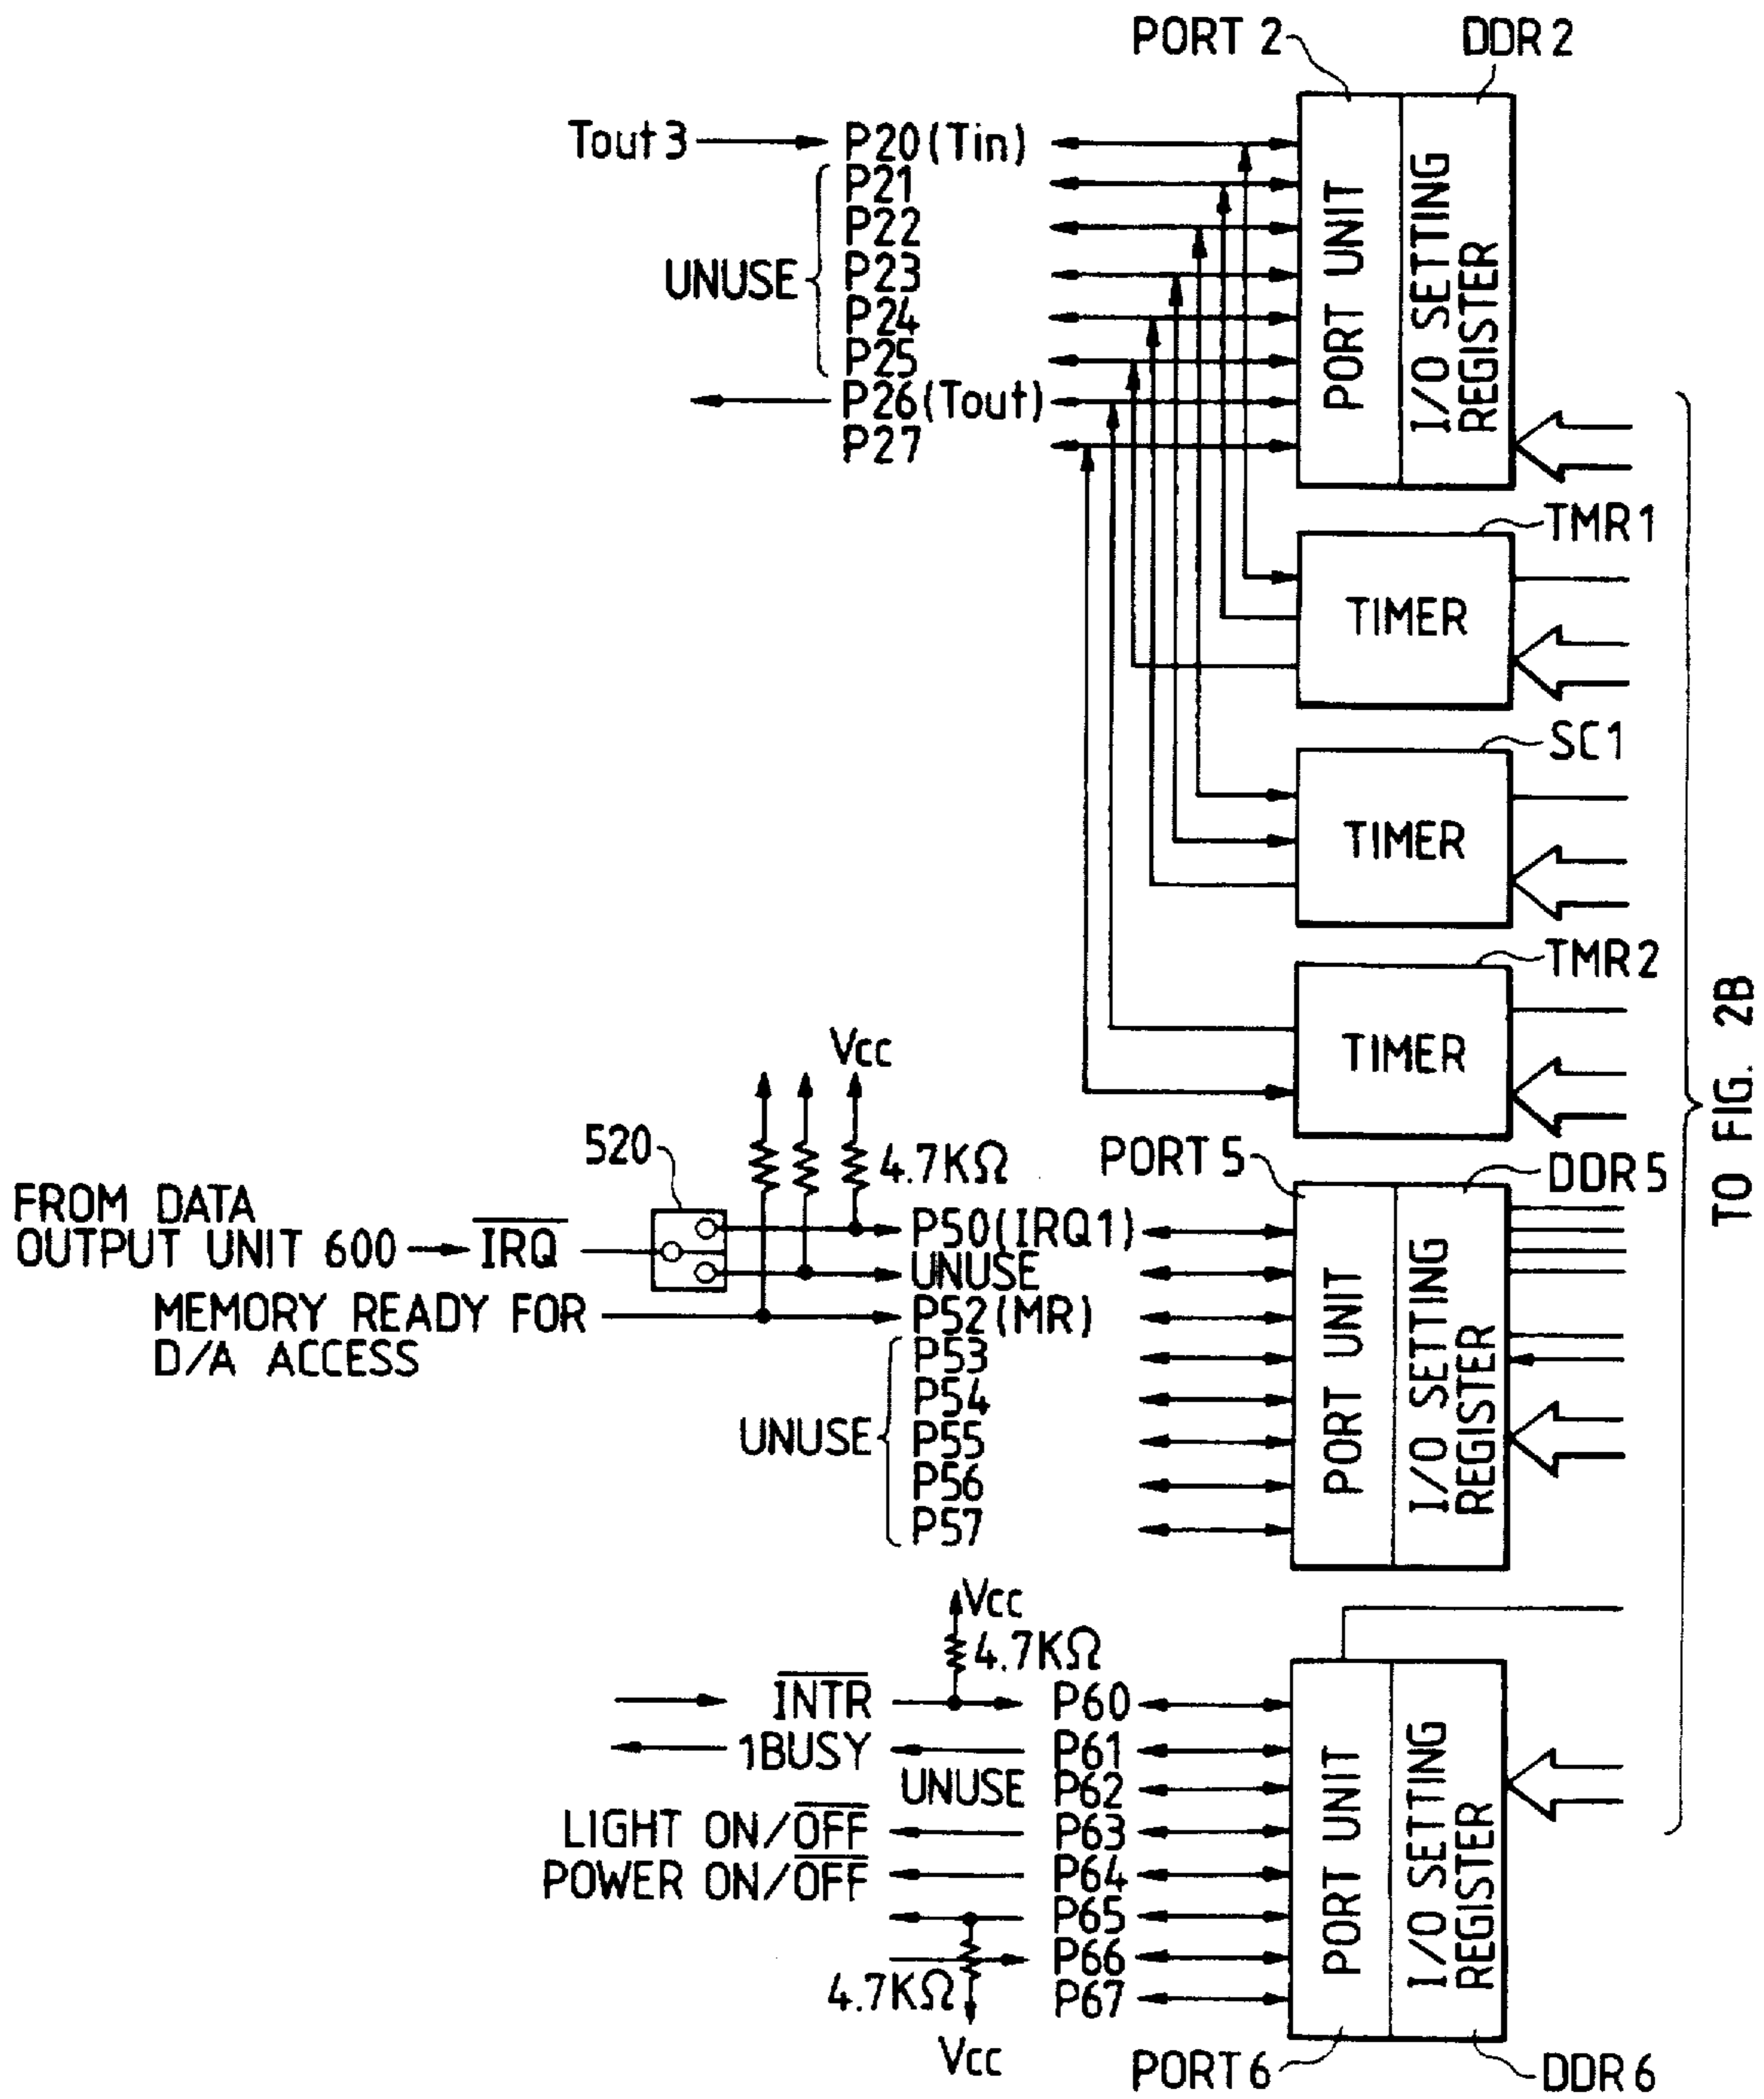 PORT 2
DDR 2
Tout 3
P20 (Tin)
P21
P22
P23
P24
P25
UNUSE
P26 (Tout)
P27
PORT UNIT
I/O SETTING
REGISTER
TMR 1
TIMER
SC1
TIMER
TMR 2
TIMER
TO FIG. 2B
Vcc
520
4.7KΩ
PORT 5
DDR 5
FROM DATA
OUTPUT UNIT 600
IRQ
P50 (IRQ1)
UNUSE
MEMORY READY FOR
D/A ACCESS
P52 (MR)
P53
P54
P55
P56
P57
UNUSE
PORT UNIT
I/O SETTING
REGISTER
Vcc
4.7KΩ
INTR
P60
1BUSY
P61
UNUSE
P62
LIGHT ON/OFF
P63
POWER ON/OFF
P64
P65
P66
4.7KΩ
P67
Vcc
PORT UNIT
I/O SETTING
REGISTER
PORT 6
DDR 6